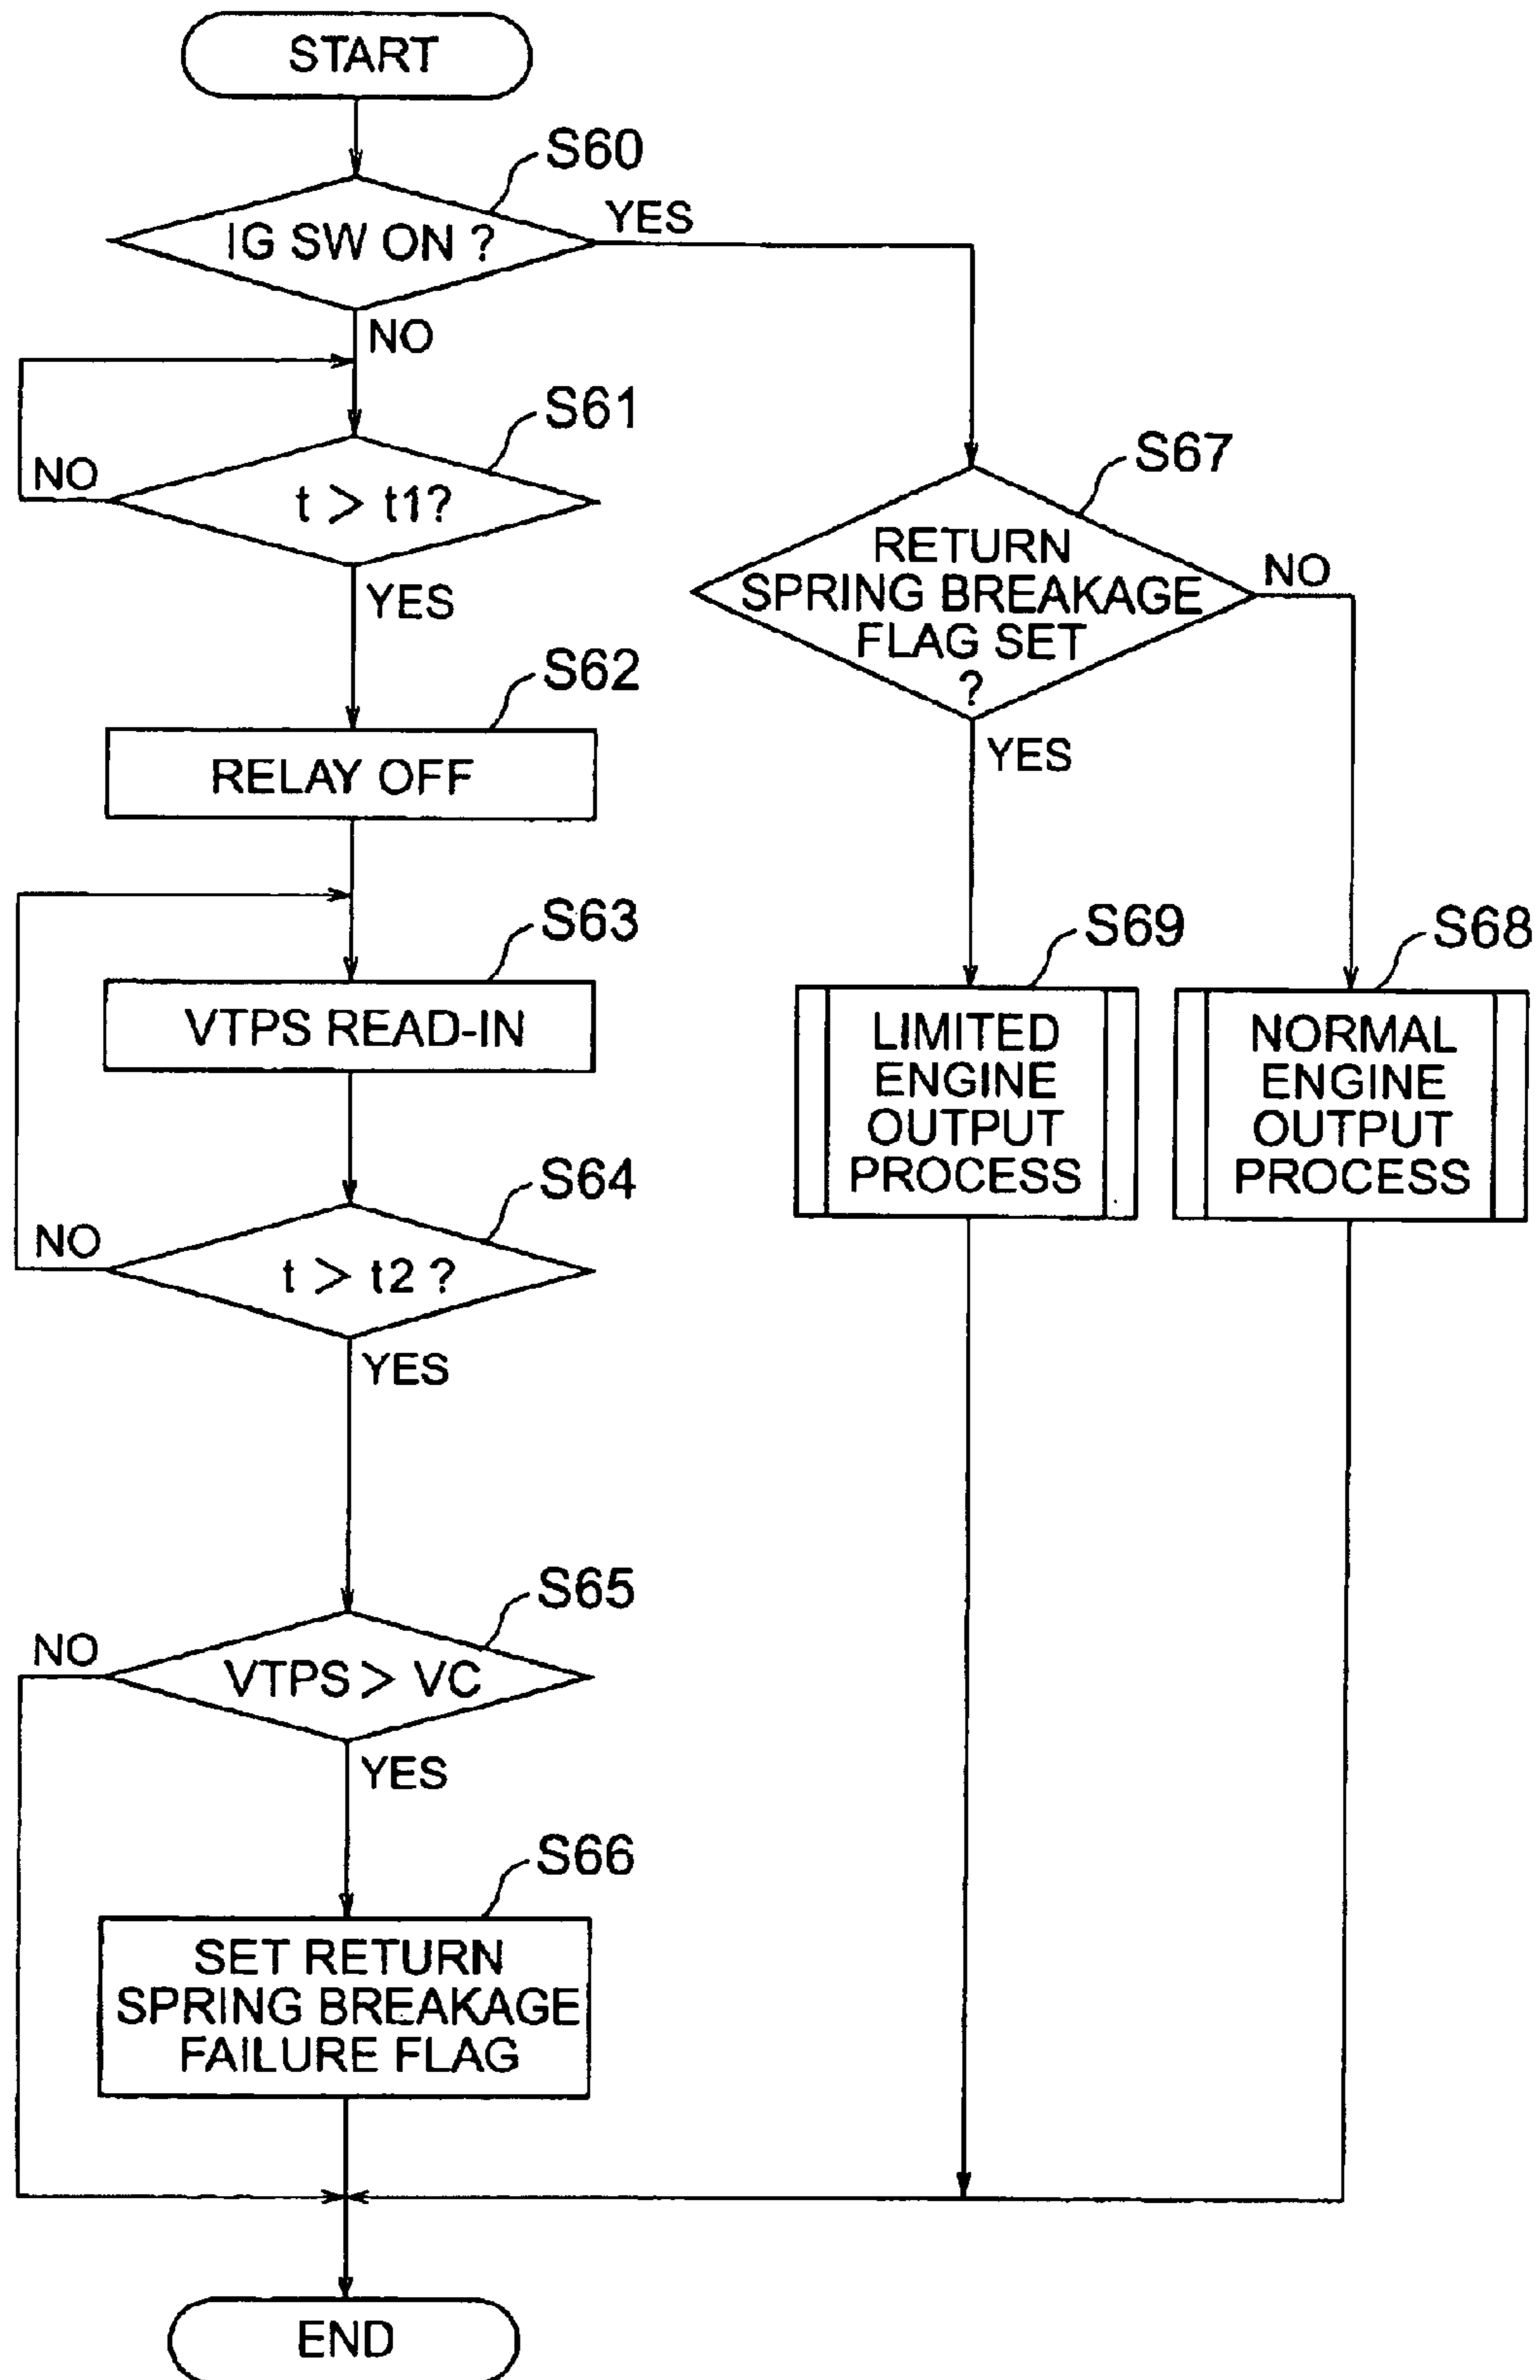 START
S60
IG SW ON ?
YES
NO
S61
NO
t > t1?
YES
S62
RELAY OFF
S63
VTPS READ-IN
S64
NO
t > t2 ?
YES
S65
NO
VTPS > VC
YES
S66
SET RETURN
SPRING BREAKAGE
FAILURE FLAG
END
S67
RETURN
SPRING BREAKAGE
FLAG SET
?
NO
YES
S69
LIMITED
ENGINE
OUTPUT
PROCESS
S68
NORMAL
ENGINE
OUTPUT
PROCESS